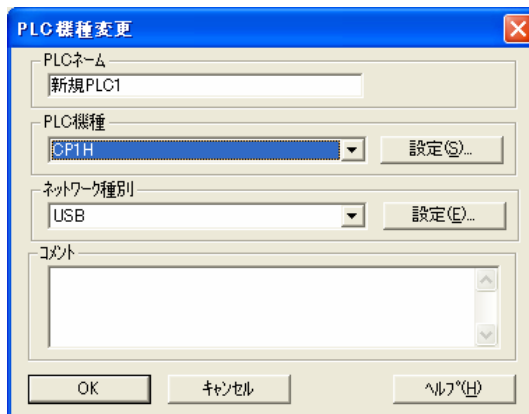 PLC機種変更
PLCネーム
新規PLC1
PLC機種
CP1H
設定(S)...
ネットワーク種別
USB
設定(E)...
コメント
OK
キャンセル
ヘルプ(H)